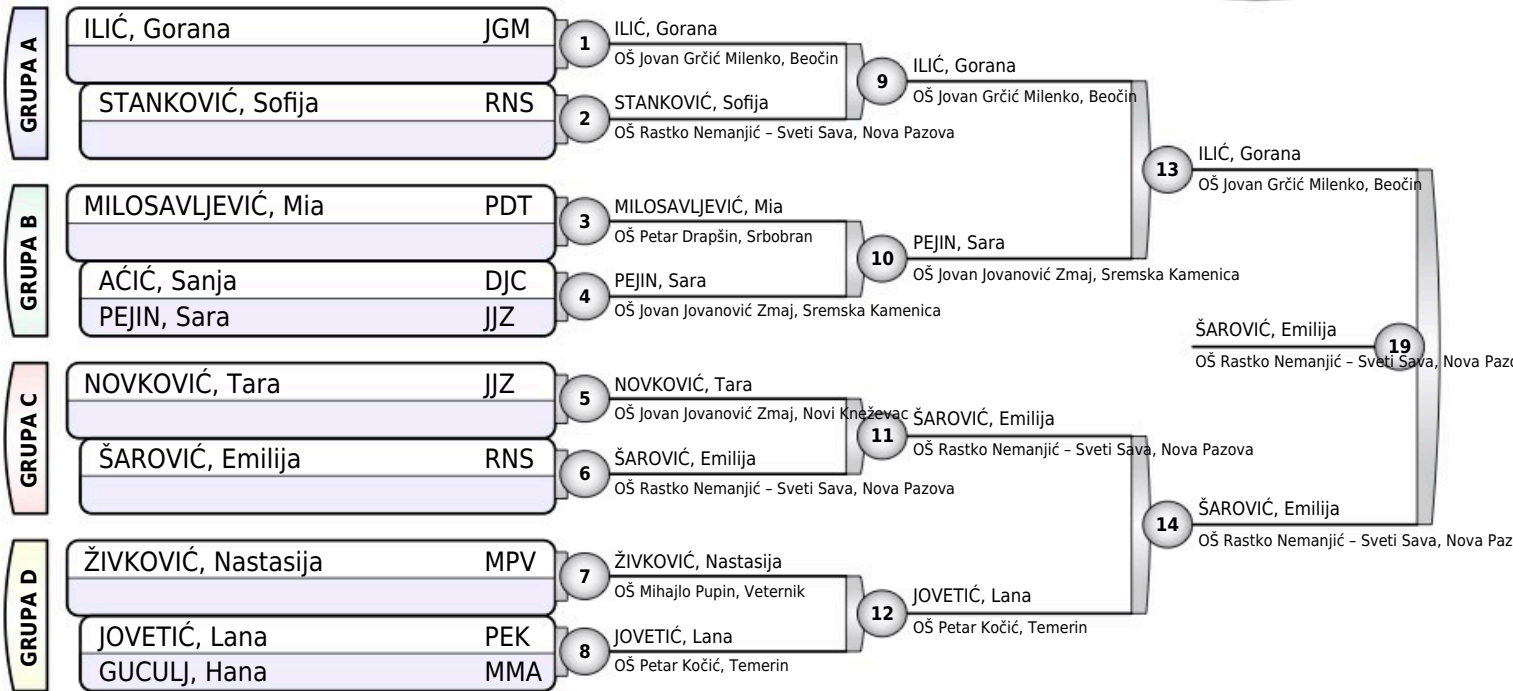 GRUPA A
ILIĆ, Gorana JGM
STANKOVIĆ, Sofija RNS
GRUPA B
MILOSAVLJEVIĆ, Mia PDT
AĆIĆ, Sanja DJC
PEJIN, Sara JJZ
GRUPA C
NOVKOVIĆ, Tara JJZ
ŠAROVIĆ, Emilija RNS
GRUPA D
ŽIVKOVIĆ, Nastasija MPV
JOVETIĆ, Lana PEK
GUCULJ, Hana MMA
1
ILIĆ, Gorana
OŠ Jovan Grčić Milenko, Beočin
2
STANKOVIĆ, Sofija
OŠ Rastko Nemanjić – Sveti Sava, Nova Pazova
3
MILOSAVLJEVIĆ, Mia
OŠ Petar Drapšin, Srbobran
4
PEJIN, Sara
OŠ Jovan Jovanović Zmaj, Sremska Kamenica
5
NOVKOVIĆ, Tara
OŠ Jovan Jovanović Zmaj, Novi Kneževac
6
ŠAROVIĆ, Emilija
OŠ Rastko Nemanjić – Sveti Sava, Nova Pazova
7
ŽIVKOVIĆ, Nastasija
OŠ Mihajlo Pupin, Veternik
8
JOVETIĆ, Lana
OŠ Petar Kočić, Temerin
9
ILIĆ, Gorana
OŠ Jovan Grčić Milenko, Beočin
10
PEJIN, Sara
OŠ Jovan Jovanović Zmaj, Sremska Kamenica
11
ŠAROVIĆ, Emilija
OŠ Rastko Nemanjić – Sveti Sava, Nova Pazova
12
JOVETIĆ, Lana
OŠ Petar Kočić, Temerin
13
ILIĆ, Gorana
OŠ Jovan Grčić Milenko, Beočin
14
ŠAROVIĆ, Emilija
OŠ Rastko Nemanjić – Sveti Sava, Nova Paz
ŠAROVIĆ, Emilija
19
OŠ Rastko Nemanjić – Sveti Sava, Nova Pazo